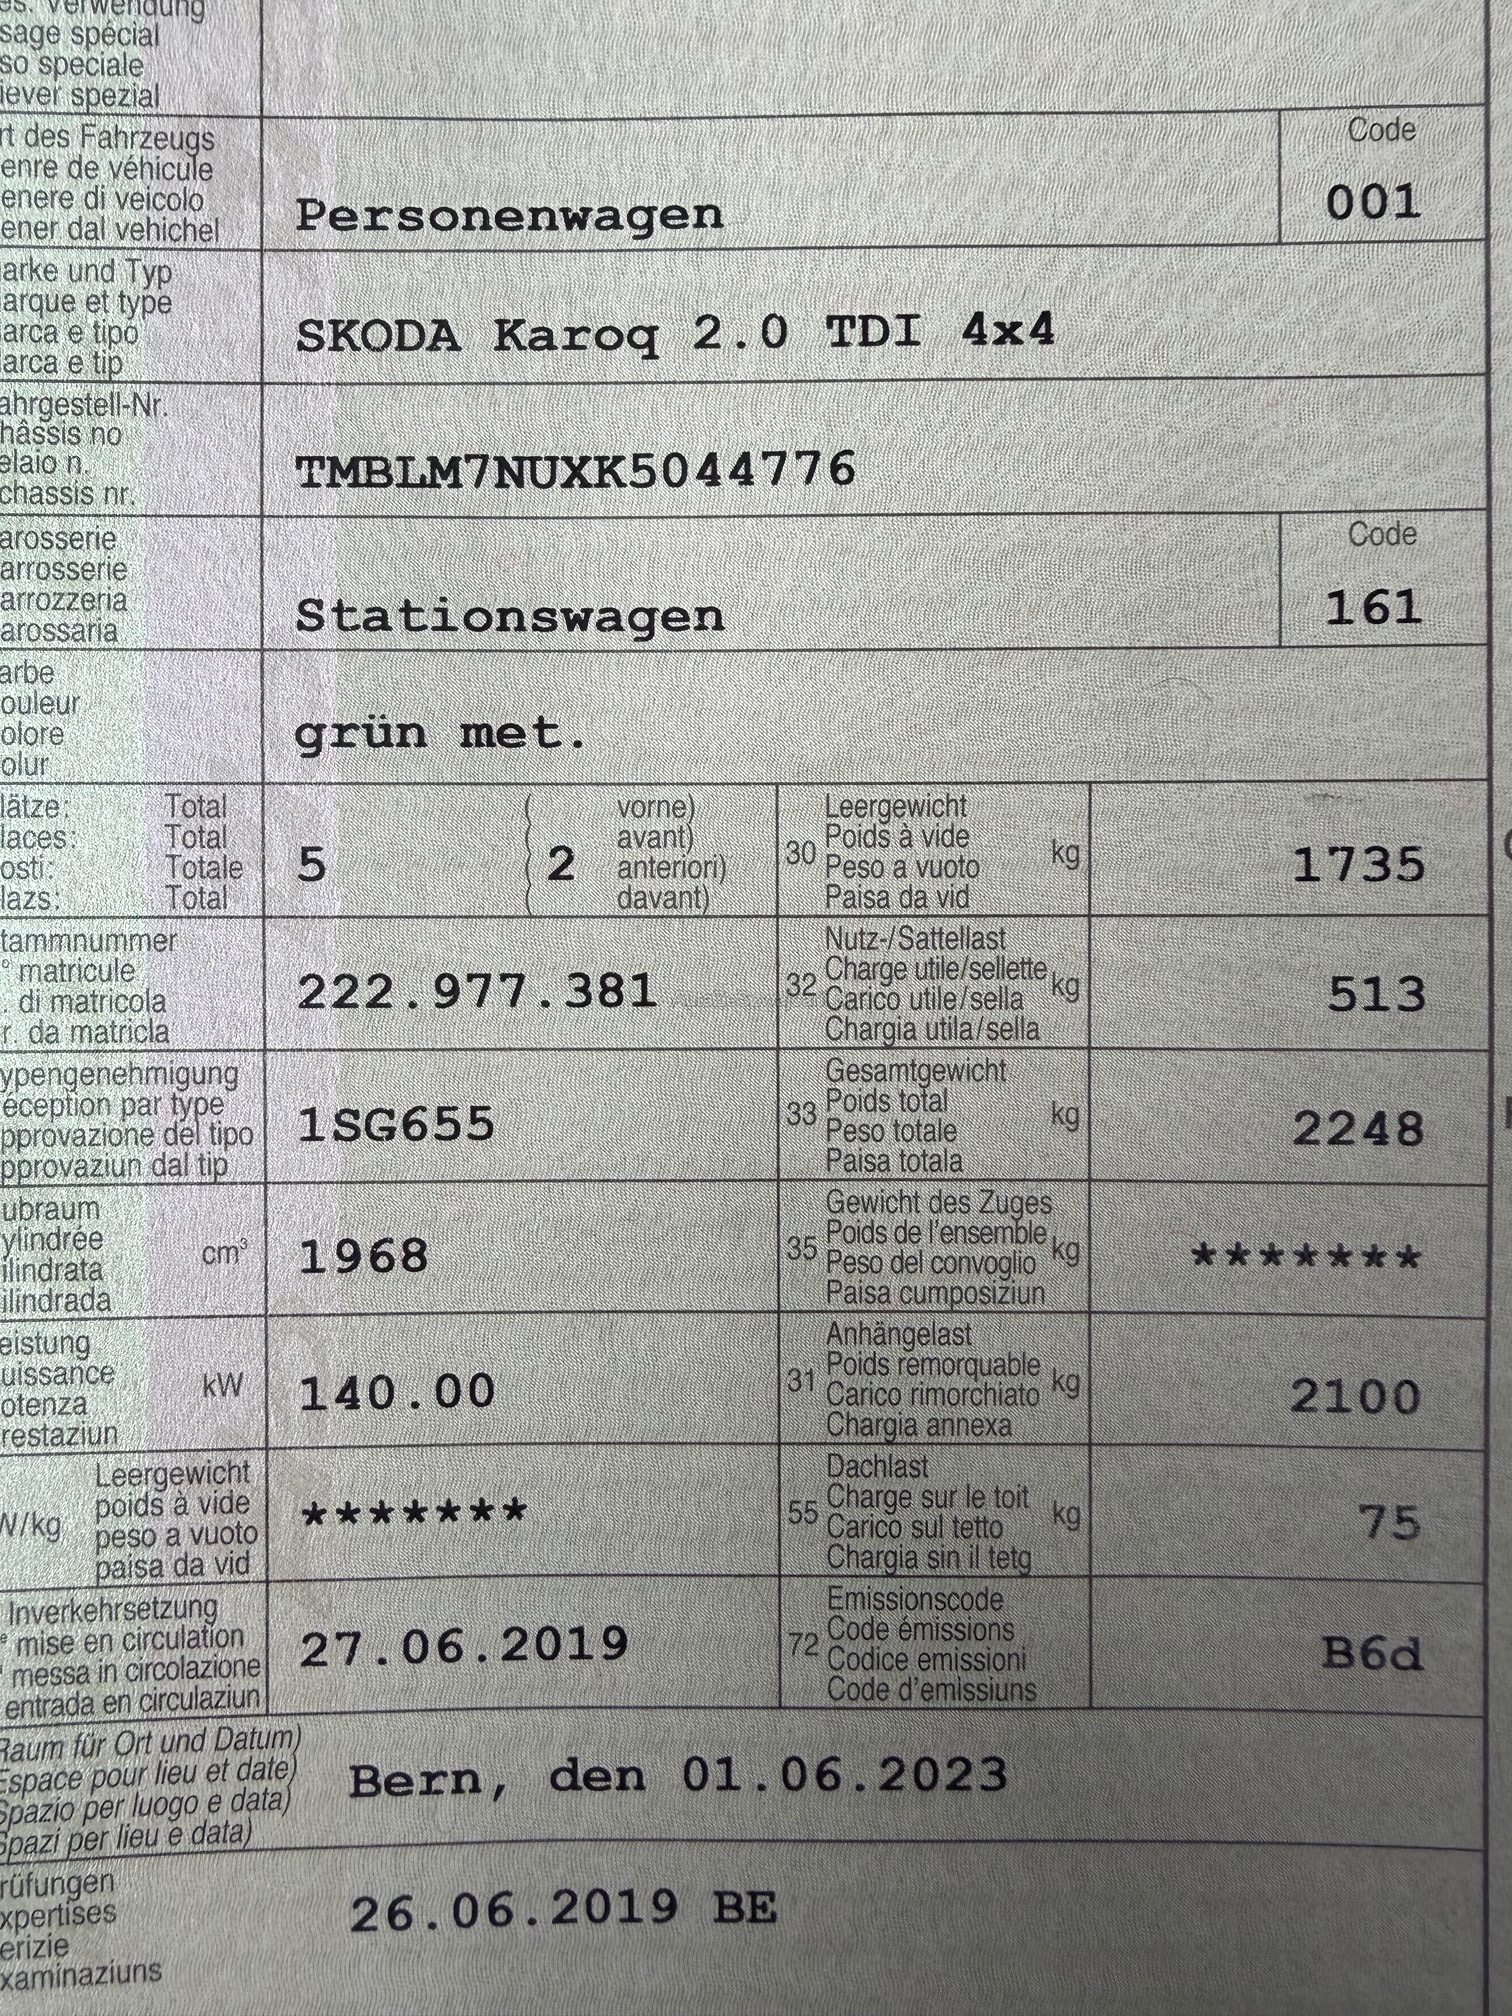 es. Verwendung
sage spécial
so speciale
iever spezial
rt des Fahrzeugs
enre de véhicule
enere di veicolo
ener dal vehichel
Personenwagen
Code
001
arke und Typ
arque et type
arca e tipo
arca e tip
SKODA Karoq 2.0 TDI 4x4
ahrgestell-Nr.
hâssis no
elaio n.
chassis nr.
TMBLM7NUXK5044776
arosserie
arrosserie
arrozzeria
arossaria
Stationswagen
Code
161
arbe
ouleur
olore
olur
grün met.
lätze: Total
laces: Total
osti: Totale
lazs: Total
5
( 2 vorne)
avant)
anteriori)
davant)
30 Leergewicht
Poids à vide
Peso a vuoto
Paisa da vid
kg
1735
tammnummer
° matricule
. di matricola
r. da matricla
222.977.381
32 Nutz-/Sattellast
Charge utile/sellette
Carico utile/sella
Chargia utila/sella
kg
513
ypengenehmigung
éception par type
pprovazione del tipo
pprovaziun dal tip
1SG655
33 Gesamtgewicht
Poids total
Peso totale
Paisa totala
kg
2248
ubraum
ylindrée
ilindrata
ilindrada
cm³
1968
35 Gewicht des Zuges
Poids de l'ensemble
Peso del convoglio
Paisa cumposiziun
kg
*******
eistung
uissance
otenza
restaziun
kW
140.00
31 Anhängelast
Poids remorquable
Carico rimorchiato
Chargia annexa
kg
2100
W/kg
Leergewicht
poids à vide
peso a vuoto
paisa da vid
*******
55 Dachlast
Charge sur le toit
Carico sul tetto
Chargia sin il tetg
kg
75
Inverkehrsetzung
e mise en circulation
messa in circolazione
entrada en circulaziun
27.06.2019
72 Emissionscode
Code émissions
Codice emissioni
Code d'emissiuns
B6d
Raum für Ort und Datum)
Espace pour lieu et date)
Spazio per luogo e data)
Spazi per lieu e data)
Bern, den 01.06.2023
rüfungen
xpertises
erizie
xaminaziuns
26.06.2019 BE